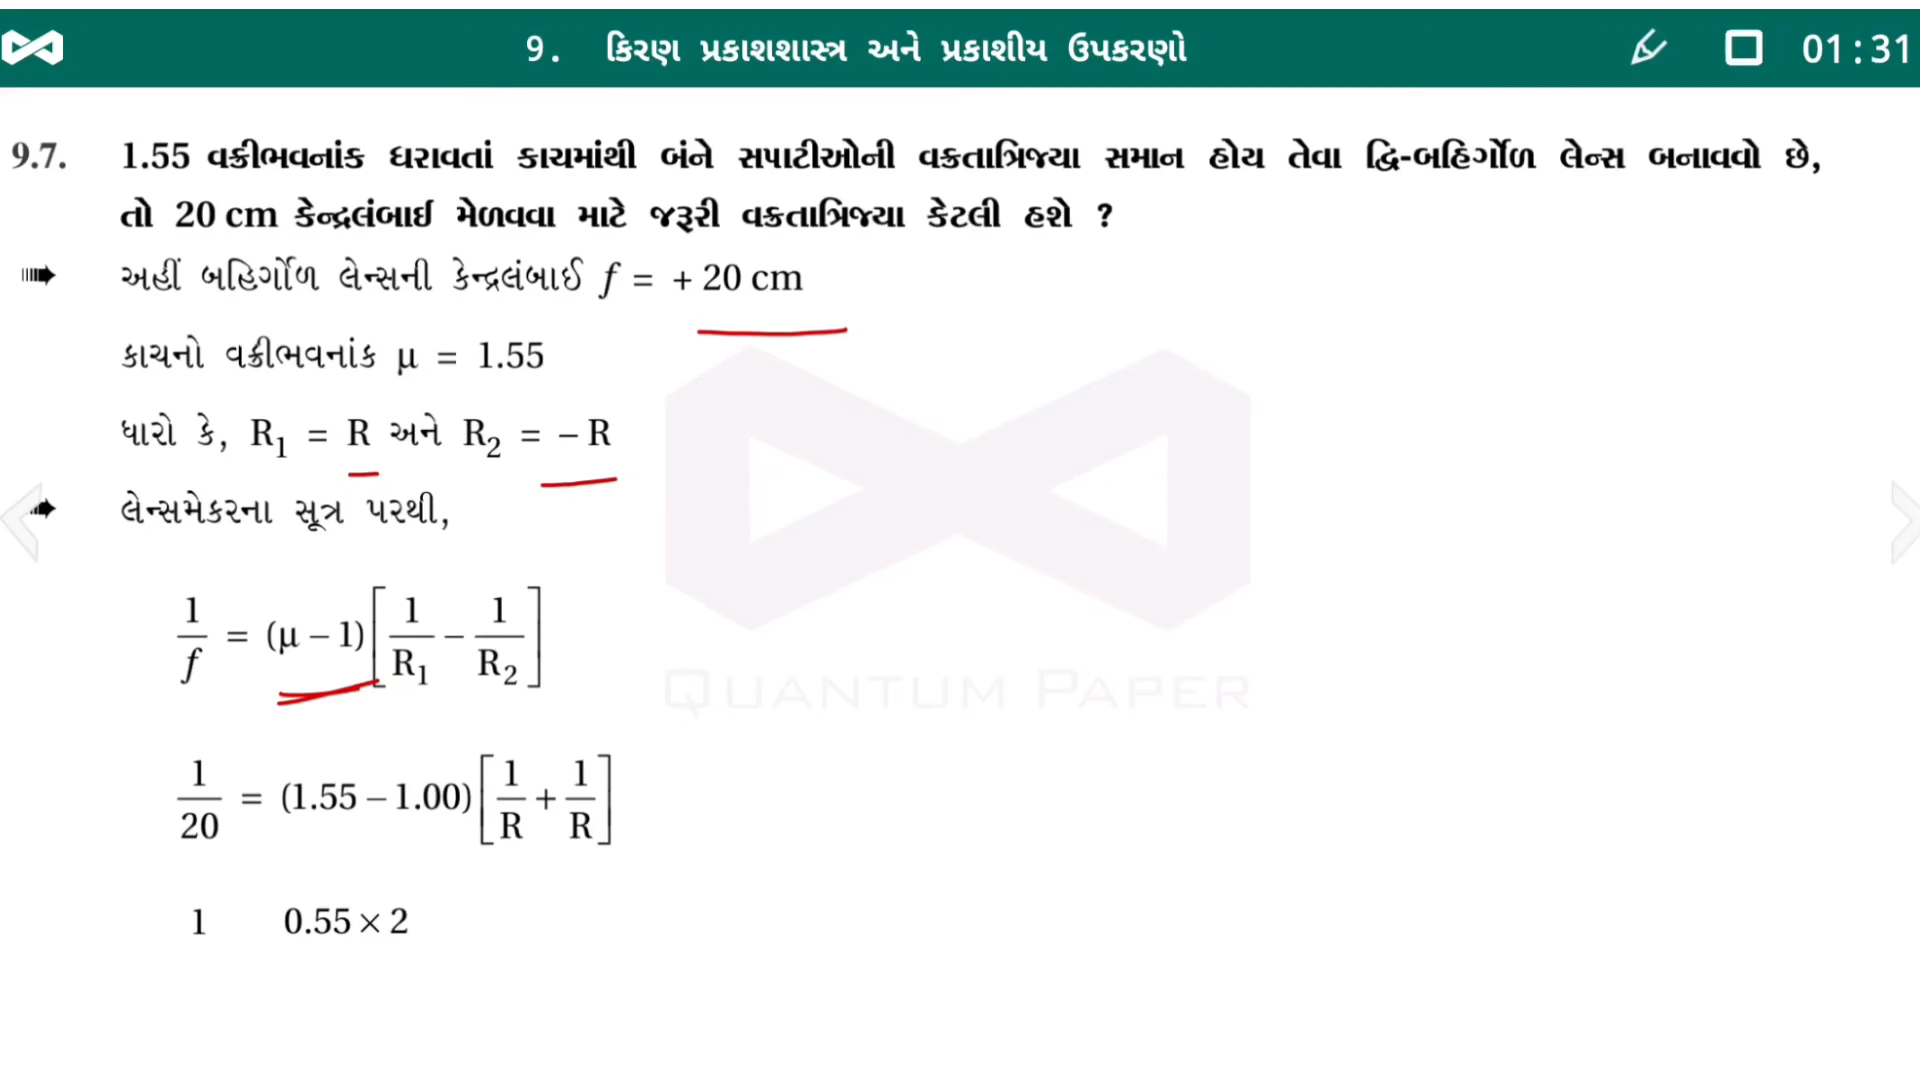 9. કિરણ પ્રકાશશાસ્ત્ર અને પ્રકાશીય ઉપકરણો 01:31
9.7. 1.55 વક્રીભવનાંક ધરાવતાં કાચમાંથી બંને સપાટીઓની વક્રતાત્રિજ્યા સમાન હોય તેવા દ્વિ-બહિર્ગોળ લેન્સ બનાવવો છે,
તો 20 cm કેન્દ્રલંબાઈ મેળવવા માટે જરૂરી વક્રતાત્રિજ્યા કેટલી હશે ?
અહીં બહિર્ગોળ લેન્સની કેન્દ્રલંબાઈ f = + 20 cm
કાચનો વક્રીભવનાંક μ = 1.55
ધારો કે, R₁ = R અને R₂ = – R
લેન્સમેકરના સૂત્ર પરથી,
1/f = (μ – 1)[1/R₁ – 1/R₂]
QUANTUM PAPER
1/20 = (1.55 – 1.00)[1/R + 1/R]
1 0.55 × 2